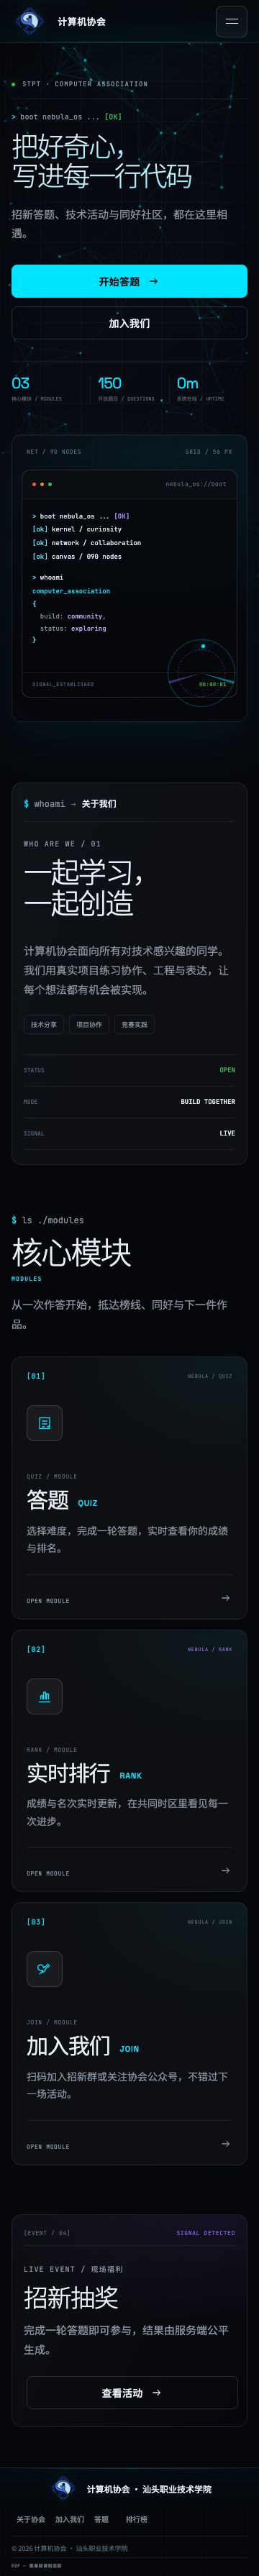 计算机协会
STPT · COMPUTER ASSOCIATION
> boot nebula_os ... [OK]
把好奇心，
写进每一行代码
招新答题、技术活动与同好社区，都在这里相
遇。
开始答题 →
加入我们
03 150 0m
核心模块 / MODULES 开放题目 / QUESTIONS 系统在线 / UPTIME
NET / 90 NODES GRID / 56 PX
nebula_os://boot
> boot nebula_os ... [OK]
[ok] kernel / curiosity
[ok] network / collaboration
[ok] canvas / 090 nodes
> whoami
computer_association
{
build: community,
status: exploring
}
SIGNAL_ESTABLISHED 00:00:01
$ whoami → 关于我们
WHO ARE WE / 01
一起学习，
一起创造
计算机协会面向所有对技术感兴趣的同学。
我们用真实项目练习协作、工程与表达，让
每个想法都有机会被实现。
技术分享 项目协作 竞赛实践
STATUS OPEN
MODE BUILD TOGETHER
SIGNAL LIVE
$ ls ./modules
核心模块
MODULES
从一次作答开始，抵达榜线、同好与下一件作
品。
[01] NEBULA / QUIZ
QUIZ / MODULE
答题 QUIZ
选择难度，完成一轮答题，实时查看你的成绩
与排名。
OPEN MODULE →
[02] NEBULA / RANK
RANK / MODULE
实时排行 RANK
成绩与名次实时更新，在共同时区里看见每一
次进步。
OPEN MODULE →
[03] NEBULA / JOIN
JOIN / MODULE
加入我们 JOIN
扫码加入招新群或关注协会公众号，不错过下
一场活动。
OPEN MODULE →
[EVENT / 04] SIGNAL DETECTED
LIVE EVENT / 现场福利
招新抽奖
完成一轮答题即可参与，结果由服务端公平
生成。
查看活动 →
计算机协会 · 汕头职业技术学院
关于协会 加入我们 答题 排行榜
© 2026 计算机协会 · 汕头职业技术学院